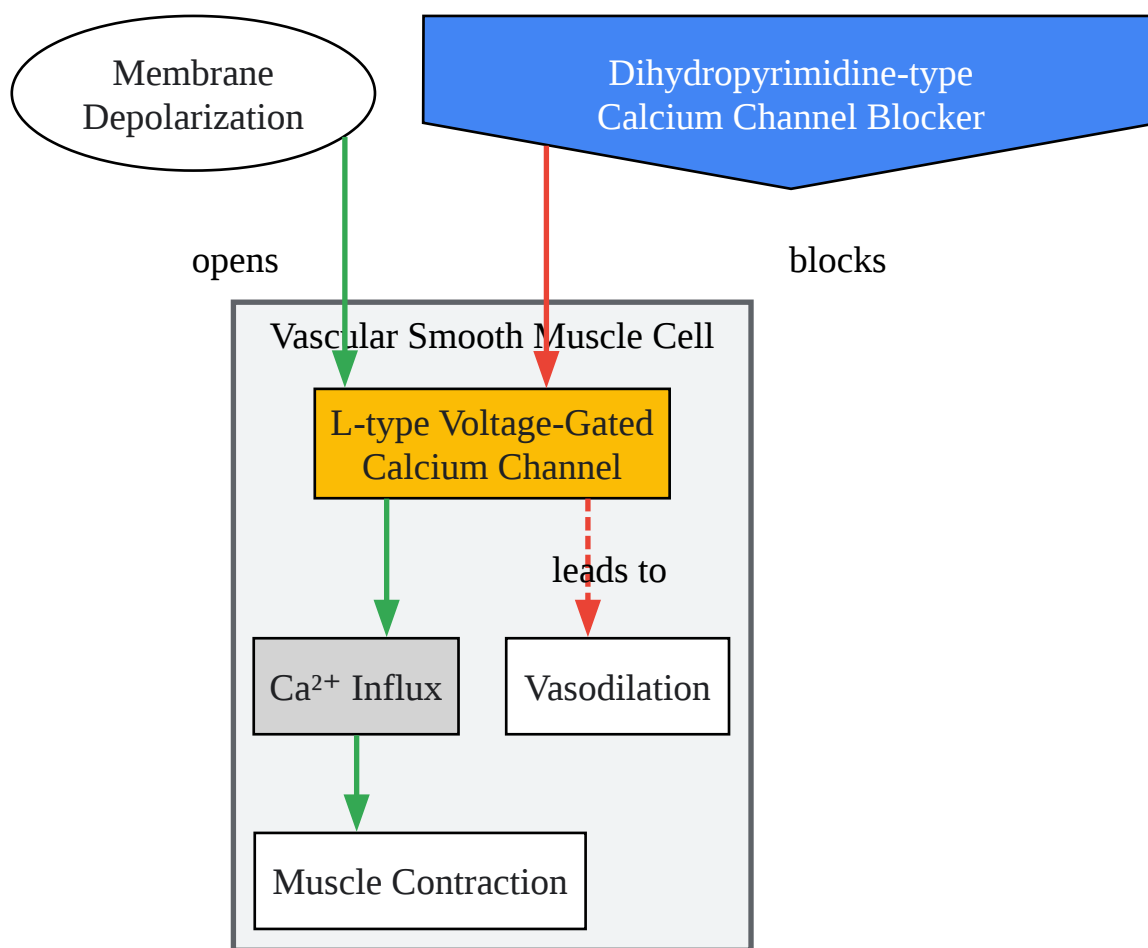 Membrane
Depolarization
Dihydropyrimidine-type
Calcium Channel Blocker
opens
blocks
Vascular Smooth Muscle Cell
L-type Voltage-Gated
Calcium Channel
leads to
Ca²⁺ Influx
Vasodilation
Muscle Contraction